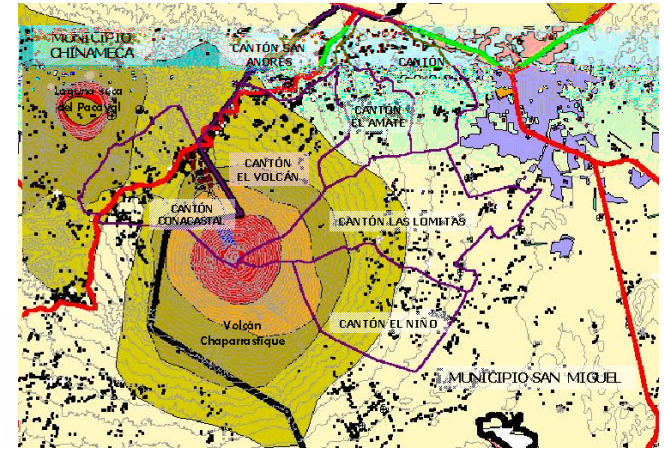 MUNICIPIO
CHINAMECA
CANTÓN SAN
ANDRÉS
CANTÓN
Laguna seca
del Pacayal
CANTÓN
EL AMATE
CANTÓN
EL VOLCÁN
CANTÓN
CONACASTAL
CANTÓN LAS LOMITAS
Volcán
Chaparrastique
CANTÓN EL NIÑO
MUNICIPIO SAN MIGUEL